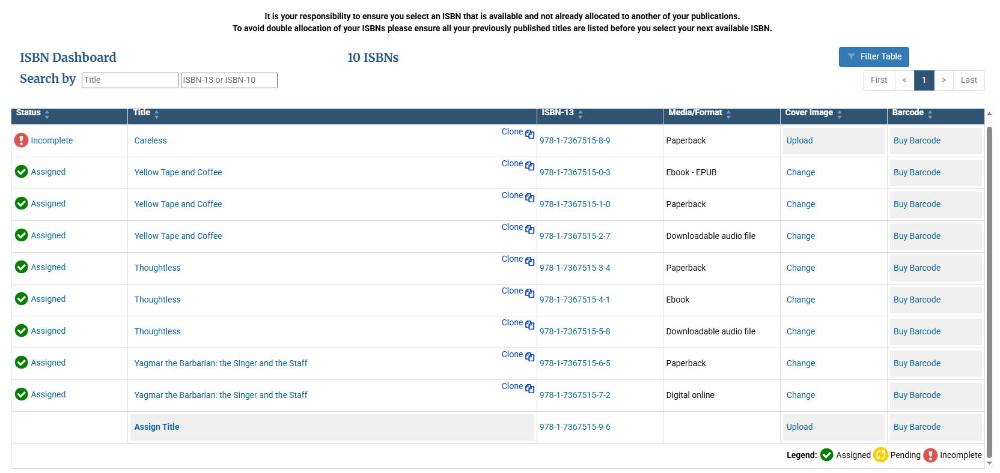 It is your responsibility to ensure you select an ISBN that is available and not already allocated to another of your publications.
To avoid double allocation of your ISBNs please ensure all your previously published titles are listed before you select your next available ISBN.
ISBN Dashboard 10 ISBNs Filter Table
Search by Title ISBN-13 or ISBN-10 First < 1 > Last
Status Title ISBN-13 Media/Format Cover Image Barcode
Incomplete Careless Clone 978-1-7367515-8-9 Paperback Upload Buy Barcode
Assigned Yellow Tape and Coffee Clone 978-1-7367515-0-3 Ebook - EPUB Change Buy Barcode
Assigned Yellow Tape and Coffee Clone 978-1-7367515-1-0 Paperback Change Buy Barcode
Assigned Yellow Tape and Coffee Clone 978-1-7367515-2-7 Downloadable audio file Change Buy Barcode
Assigned Thoughtless Clone 978-1-7367515-3-4 Paperback Change Buy Barcode
Assigned Thoughtless Clone 978-1-7367515-4-1 Ebook Change Buy Barcode
Assigned Thoughtless Clone 978-1-7367515-5-8 Downloadable audio file Change Buy Barcode
Assigned Yagmar the Barbarian: the Singer and the Staff Clone 978-1-7367515-6-5 Paperback Change Buy Barcode
Assigned Yagmar the Barbarian: the Singer and the Staff Clone 978-1-7367515-7-2 Digital online Change Buy Barcode
Assign Title 978-1-7367515-9-6 Upload Buy Barcode
Legend: Assigned Pending Incomplete